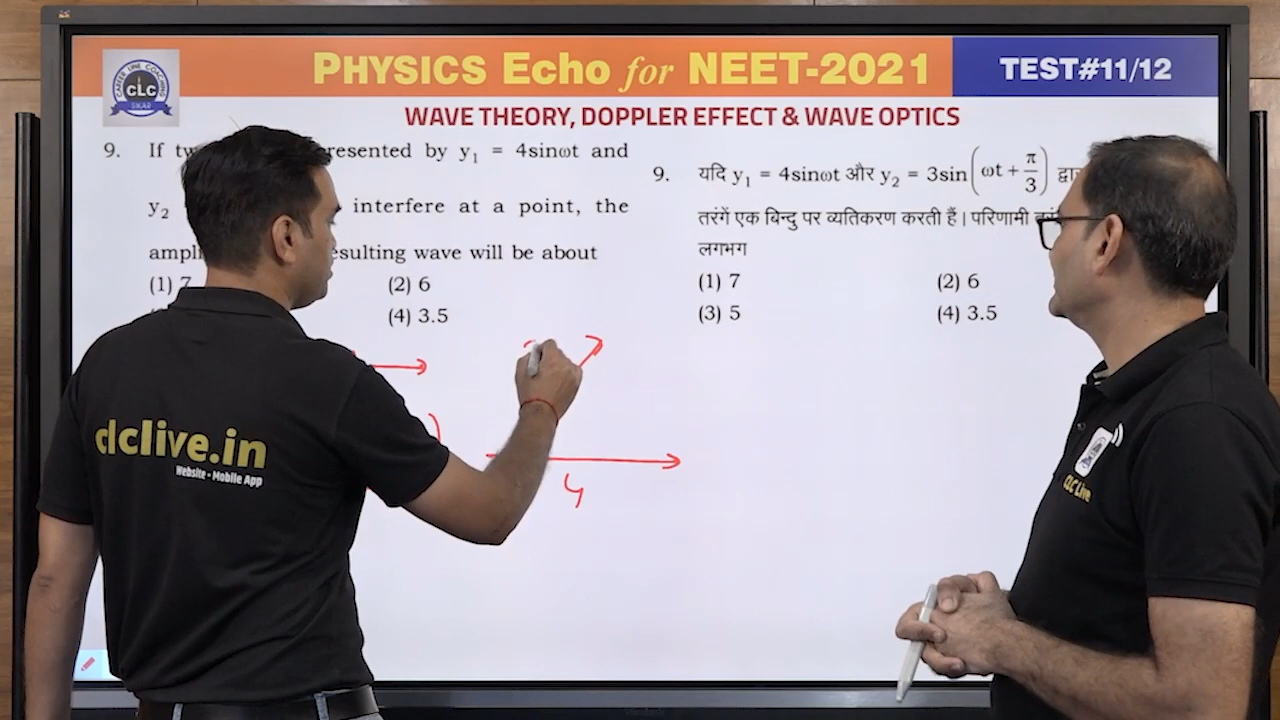 PHYSICS Echo for NEET-2021
TEST#11/12
CAREER LINE COACHING
CLC
SIKAR
WAVE THEORY, DOPPLER EFFECT & WAVE OPTICS
9. If resented by y₁ = 4sinωt and
y₂ interfere at a point, the
esulting wave will be about
(1) 7 (2) 6
(4) 3.5
9. यदि y₁ = 4sinωt और y₂ = 3sin(ωt + π/3)
तरंगें एक बिन्दु पर व्यतिकरण करती हैं। परिणामी
लगभग
(1) 7 (2) 6
(3) 5 (4) 3.5
4
clclive.in
Website - Mobile App
CLC Live